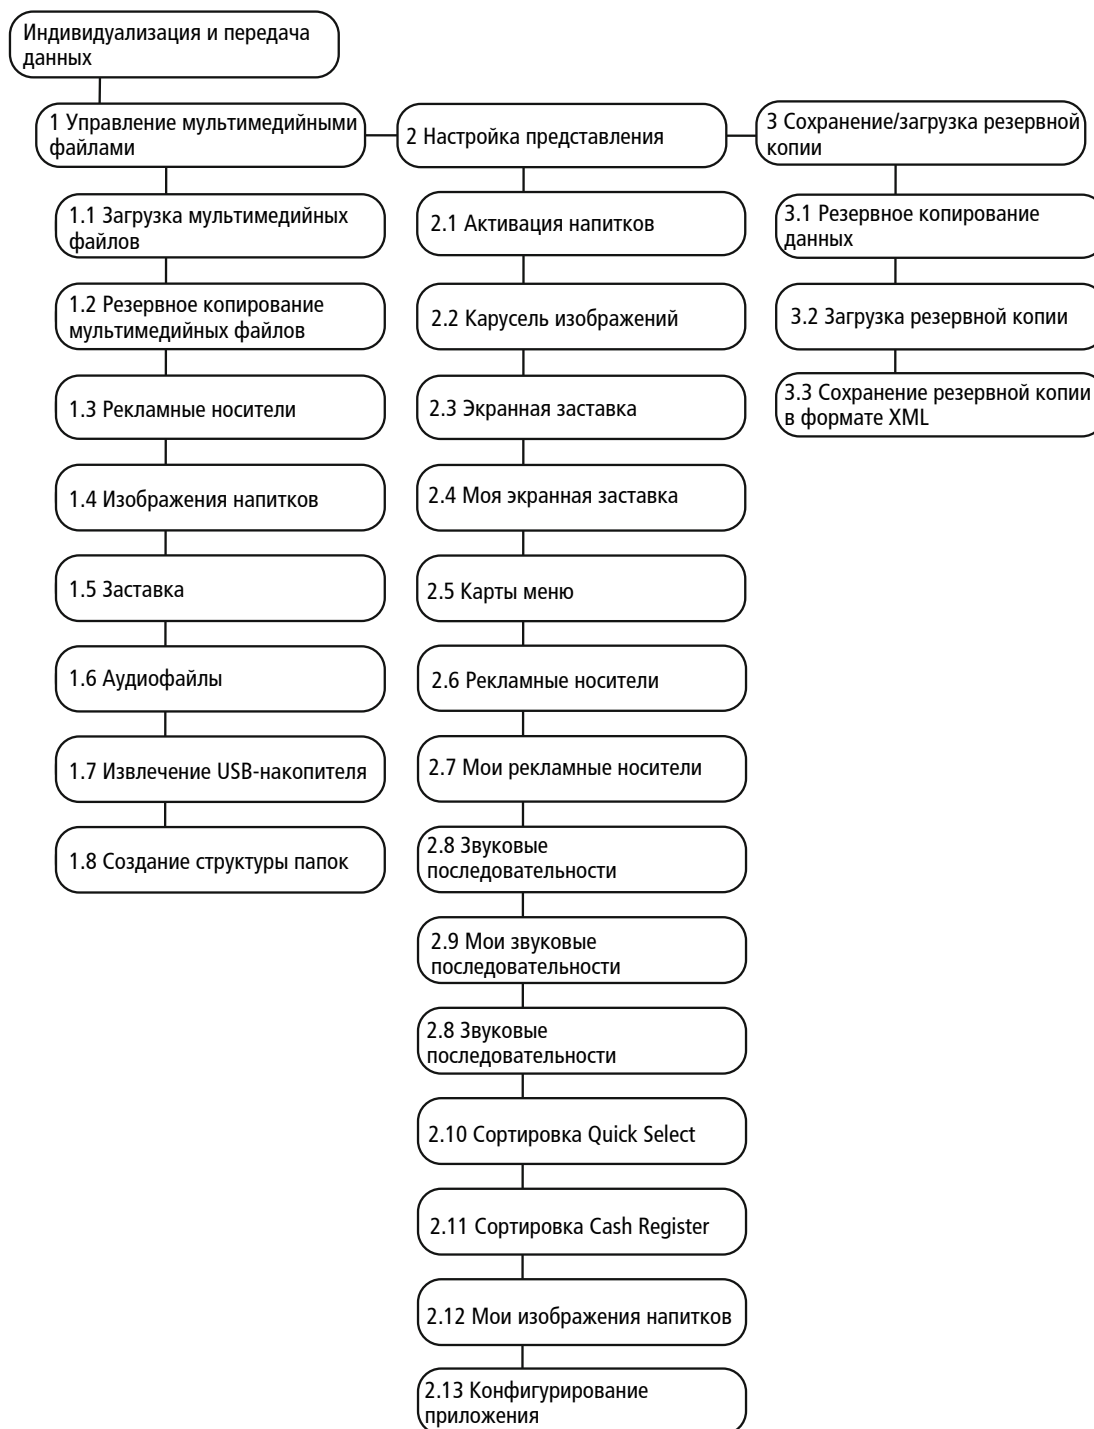 Индивидуализация и передача
данных
1 Управление мультимедийными
файлами
1.1 Загрузка мультимедийных
файлов
1.2 Резервное копирование
мультимедийных файлов
1.3 Рекламные носители
1.4 Изображения напитков
1.5 Заставка
1.6 Аудиофайлы
1.7 Извлечение USB-накопителя
1.8 Создание структуры папок
2 Настройка представления
2.1 Активация напитков
2.2 Карусель изображений
2.3 Экранная заставка
2.4 Моя экранная заставка
2.5 Карты меню
2.6 Рекламные носители
2.7 Мои рекламные носители
2.8 Звуковые
последовательности
2.9 Мои звуковые
последовательности
2.8 Звуковые
последовательности
2.10 Сортировка Quick Select
2.11 Сортировка Cash Register
2.12 Мои изображения напитков
2.13 Конфигурирование
приложения
3 Сохранение/загрузка резервной
копии
3.1 Резервное копирование
данных
3.2 Загрузка резервной копии
3.3 Сохранение резервной копии
в формате XML